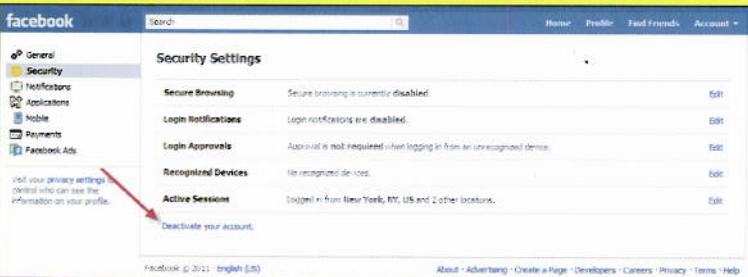 facebook
Search
Home Profile Find Friends Account
General
Security
Notifications
Applications
Mobile
Payments
Facebook Ads
Visit your privacy settings to
control who can see the
information on your profile.
Security Settings
Secure Browsing Secure browsing is currently disabled. Edit
Login Notifications Login notifications are disabled. Edit
Login Approvals Approval is not required when logging in from an unrecognized device. Edit
Recognized Devices No recognized devices. Edit
Active Sessions Logged in from New York, NY, US and 2 other locations. Edit
Deactivate your account.
Facebook © 2011 · English (US)
About · Advertising · Create a Page · Developers · Careers · Privacy · Terms · Help